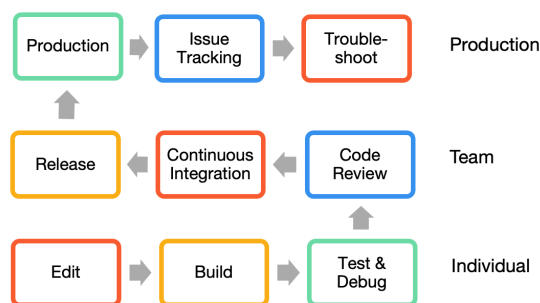 Production
Issue
Tracking
Trouble-
shoot
Production
Release
Continuous
Integration
Code
Review
Team
Edit
Build
Test &
Debug
Individual